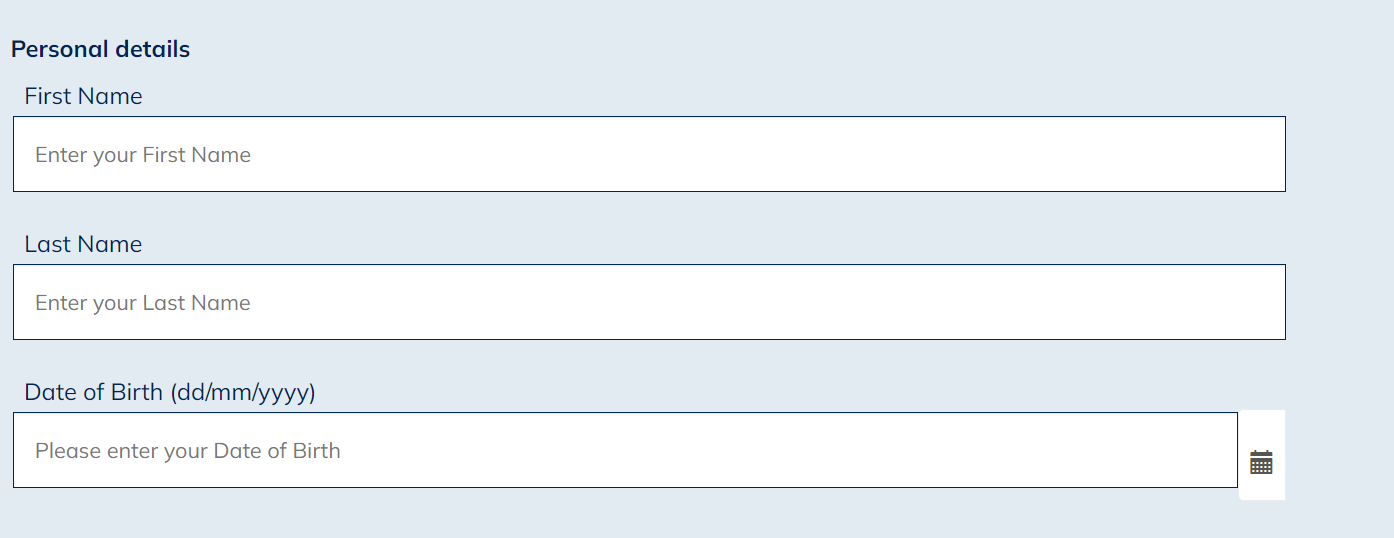 Personal details
First Name
Enter your First Name
Last Name
Enter your Last Name
Date of Birth (dd/mm/yyyy)
Please enter your Date of Birth